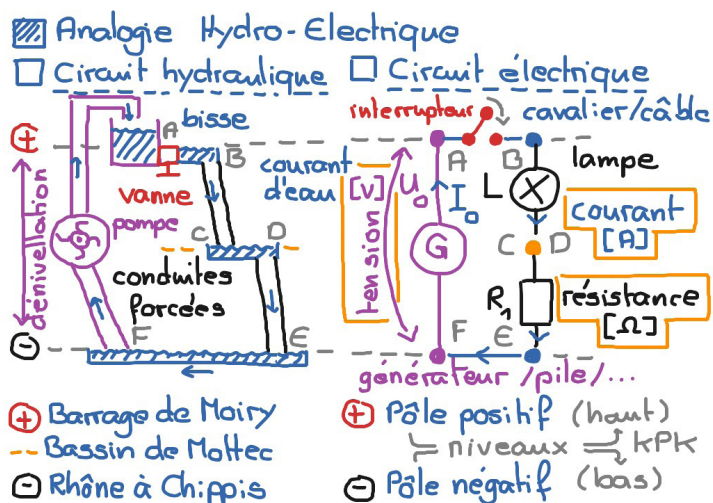 Analogie Hydro-Electrique
Circuit hydraulique
Circuit électrique
interrupteur
cavalier/câble
bisse
A
B
vanne
pompe
dénivellation
C
D
conduites
forcées
F
E
courant
d'eau
tension [V]
U₀
I₀
A
B
G
L
lampe
courant
[A]
C
D
R₁
résistance
[Ω]
F
E
générateur/pile/...
+ Barrage de Moiry
-- Bassin de Mottec
- Rhône à Chippis
+ Pôle positif (haut)
niveaux
kPk
- Pôle négatif (bas)